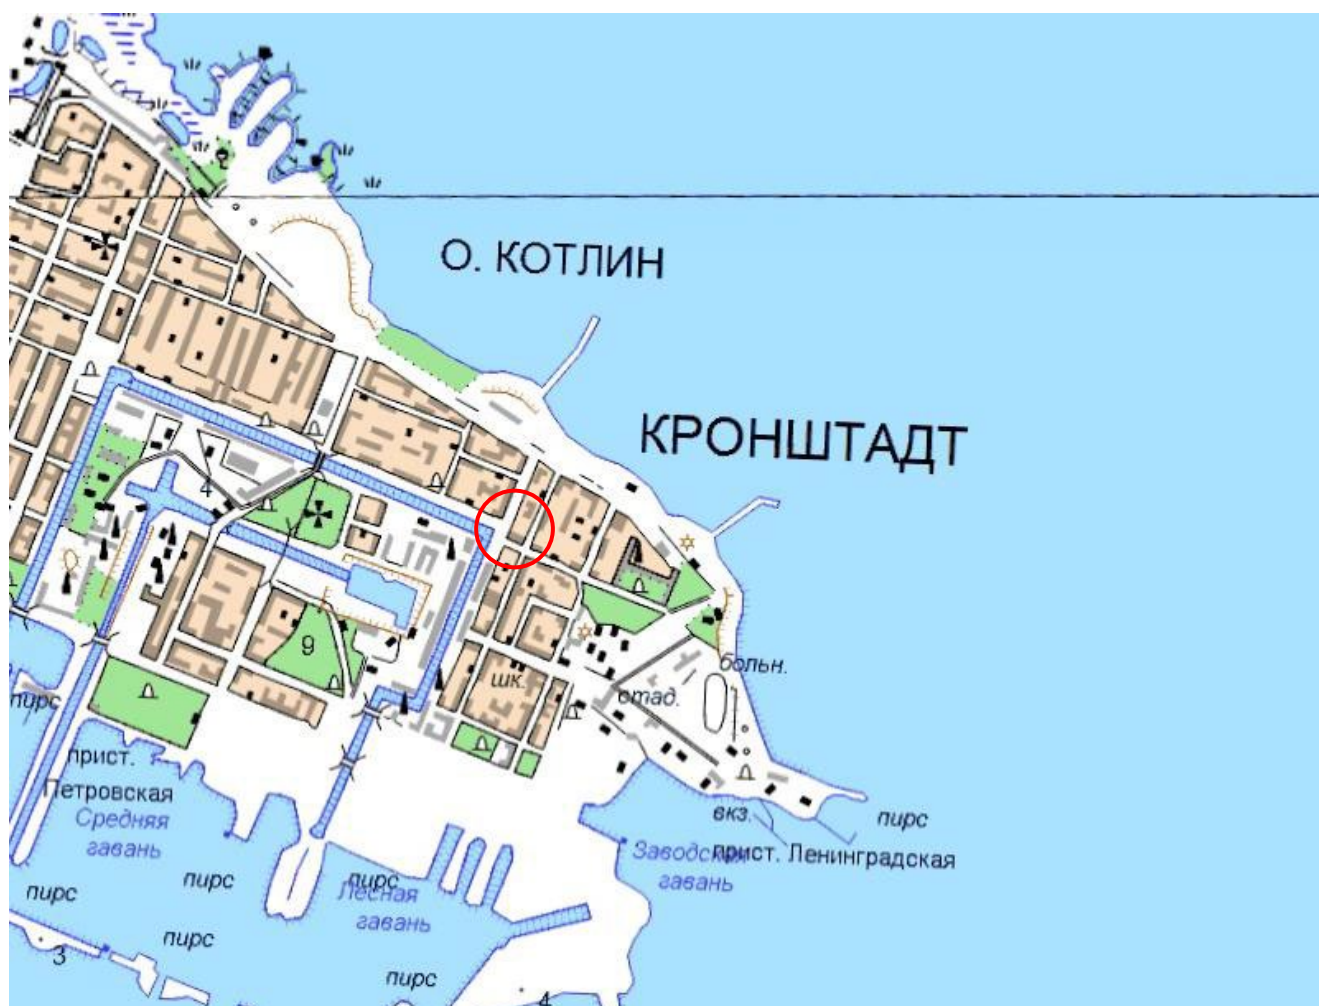 О. КОТЛИН
КРОНШТАДТ
4
9
шк.
больн.
стад.
пирс
прист.
Петровская
Средняя
гавань
вкз.
пирс
Заводская
гавань
прист. Ленинградская
пирс
пирс
пирс
Лесная
гавань
пирс
3
пирс
4